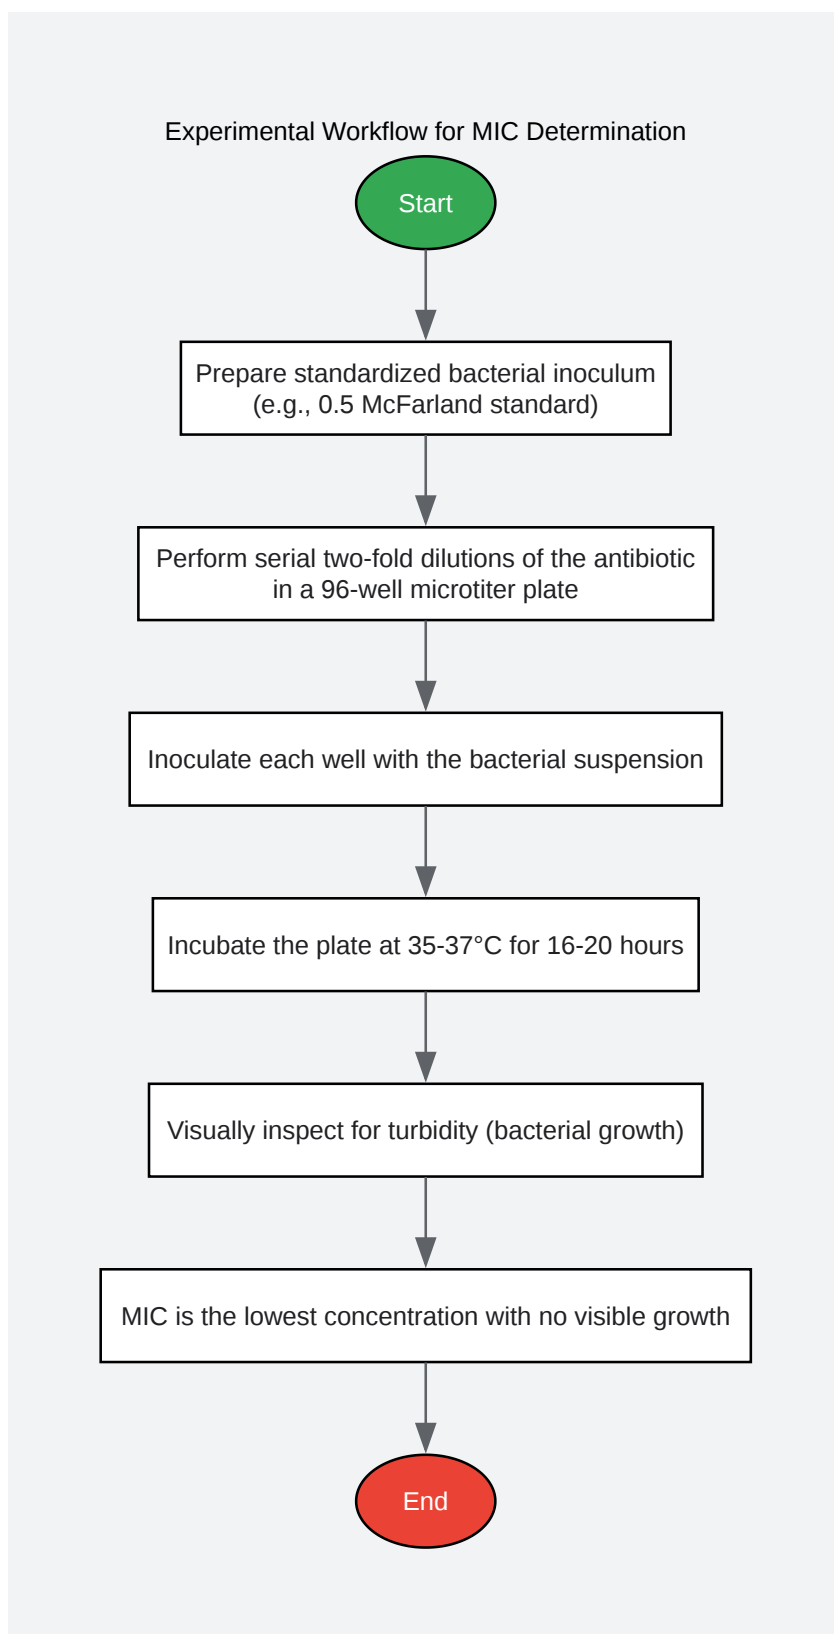 Experimental Workflow for MIC Determination
Start
Prepare standardized bacterial inoculum
(e.g., 0.5 McFarland standard)
Perform serial two-fold dilutions of the antibiotic
in a 96-well microtiter plate
Inoculate each well with the bacterial suspension
Incubate the plate at 35-37°C for 16-20 hours
Visually inspect for turbidity (bacterial growth)
MIC is the lowest concentration with no visible growth
End